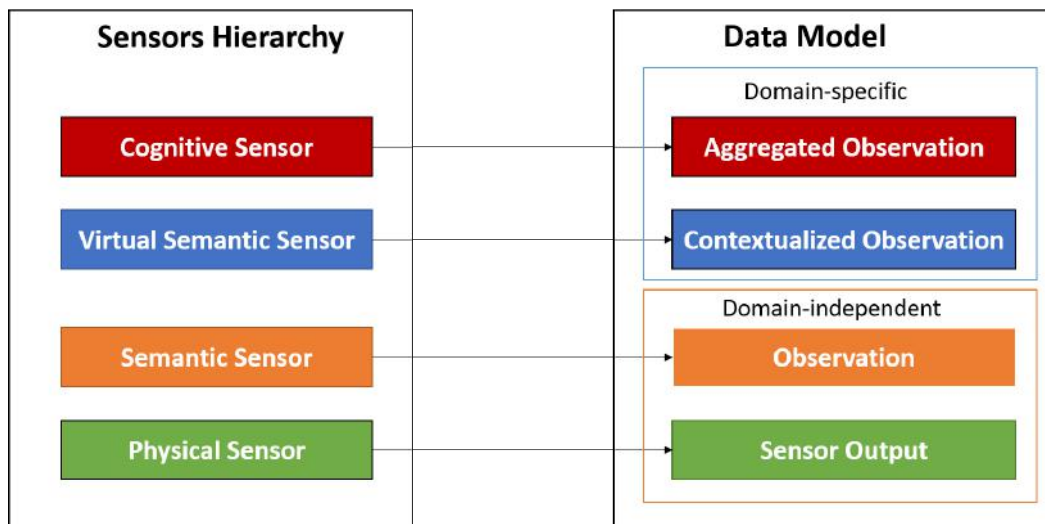 Sensors Hierarchy
Cognitive Sensor
Virtual Semantic Sensor
Semantic Sensor
Physical Sensor
Data Model
Domain-specific
Aggregated Observation
Contextualized Observation
Domain-independent
Observation
Sensor Output